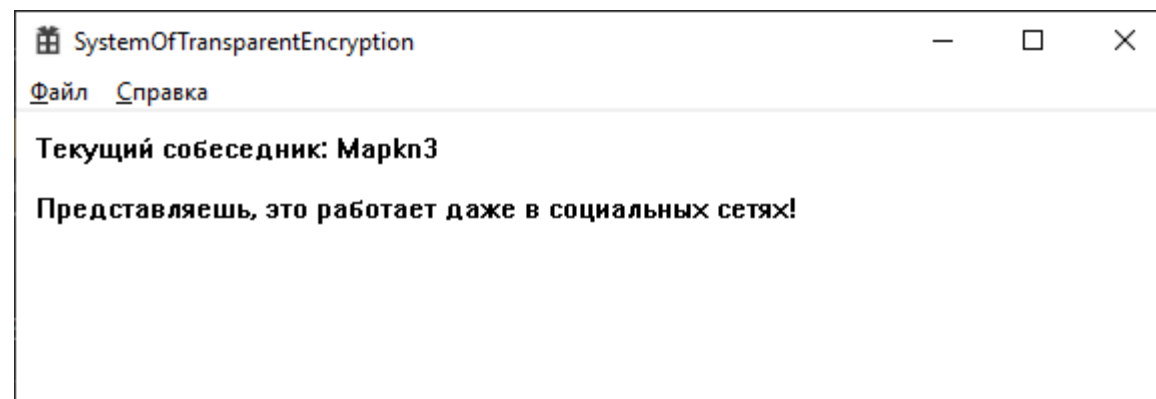 SystemOfTransparentEncryption
Файл Справка
Текущий собеседник: Mapkn3
Представляешь, это работает даже в социальных сетях!